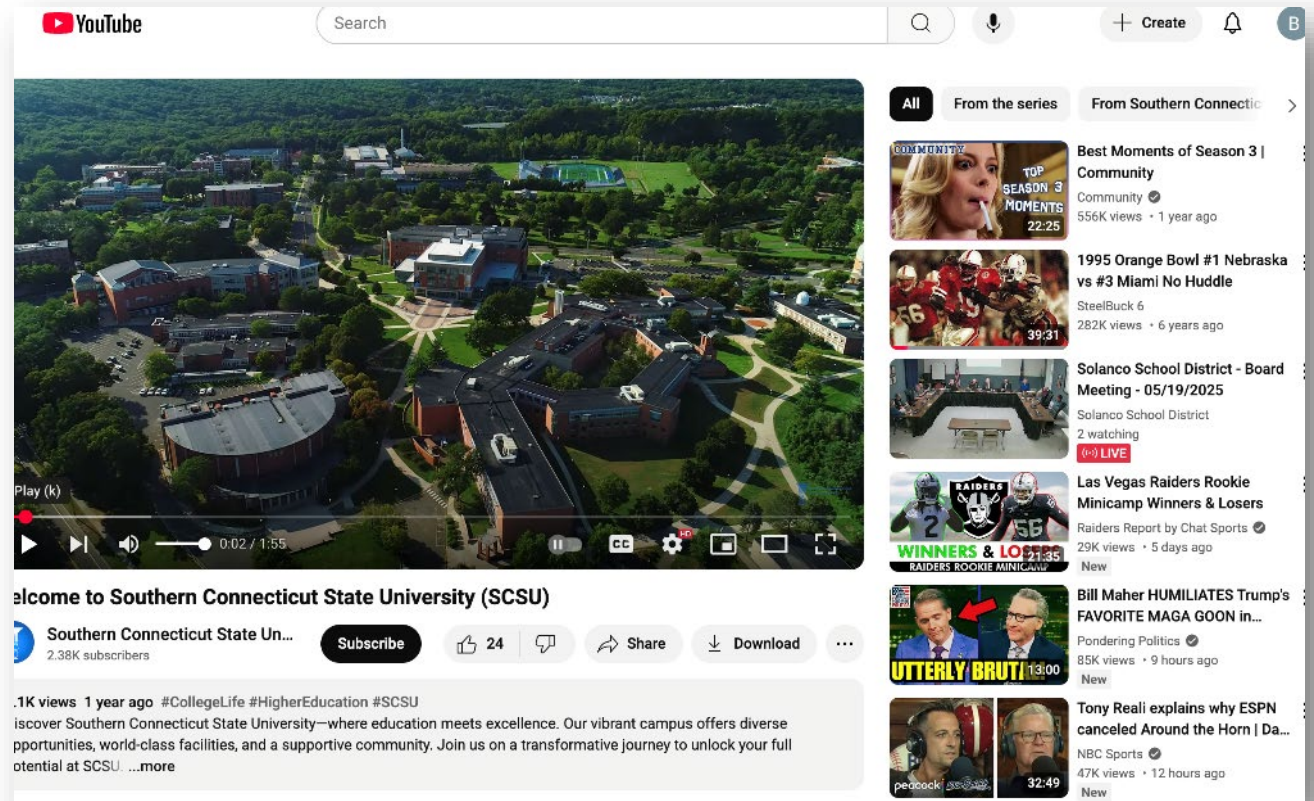 YouTube
Search
Create
B
Play (k)
0:02 / 1:55
CC
HD
elcome to Southern Connecticut State University (SCSU)
Southern Connecticut State Un...
2.38K subscribers
Subscribe
24
Share
Download
.1K views 1 year ago #CollegeLife #HigherEducation #SCSU
iscover Southern Connecticut State University—where education meets excellence. Our vibrant campus offers diverse
pportunities, world-class facilities, and a supportive community. Join us on a transformative journey to unlock your full
otential at SCSU. ...more
All
From the series
From Southern Connectic
COMMUNITY
TOP
SEASON 3
MOMENTS
22:25
Best Moments of Season 3 |
Community
Community
556K views • 1 year ago
39:31
1995 Orange Bowl #1 Nebraska
vs #3 Miami No Huddle
SteelBuck 6
282K views • 6 years ago
Solanco School District - Board
Meeting - 05/19/2025
Solanco School District
2 watching
LIVE
RAIDERS
2
56
WINNERS & LOSERS
21:35
RAIDERS ROOKIE MINICAMP
Las Vegas Raiders Rookie
Minicamp Winners & Losers
Raiders Report by Chat Sports
29K views • 5 days ago
New
UTTERLY BRUTA
13:00
Bill Maher HUMILIATES Trump's
FAVORITE MAGA GOON in...
Pondering Politics
85K views • 9 hours ago
New
peacock
32:49
Tony Reali explains why ESPN
canceled Around the Horn | Da...
NBC Sports
47K views • 12 hours ago
New